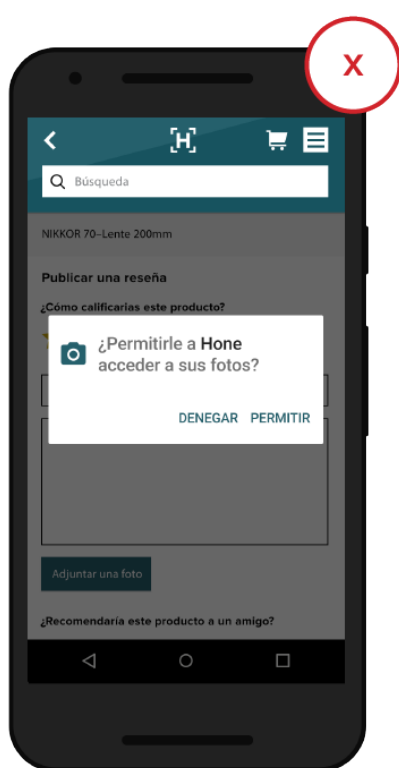 X
[H]
Búsqueda
NIKKOR 70–Lente 200mm
Publicar una reseña
¿Cómo calificarias este producto?
¿Permitirle a Hone
acceder a sus fotos?
DENEGAR PERMITIR
Adjuntar una foto
¿Recomendaría este producto a un amigo?